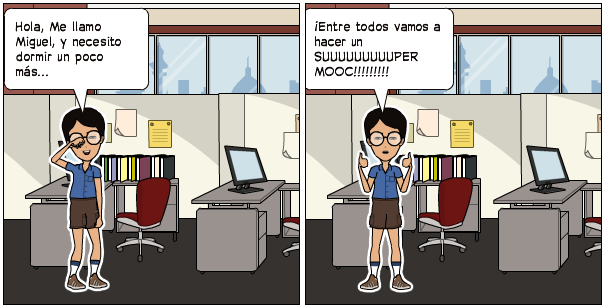 Hola, Me llamo
Miguel, y necesito
dormir un poco
más...
¡Entre todos vamos a
hacer un
SUUUUUUUUUPER
MOOC!!!!!!!!!